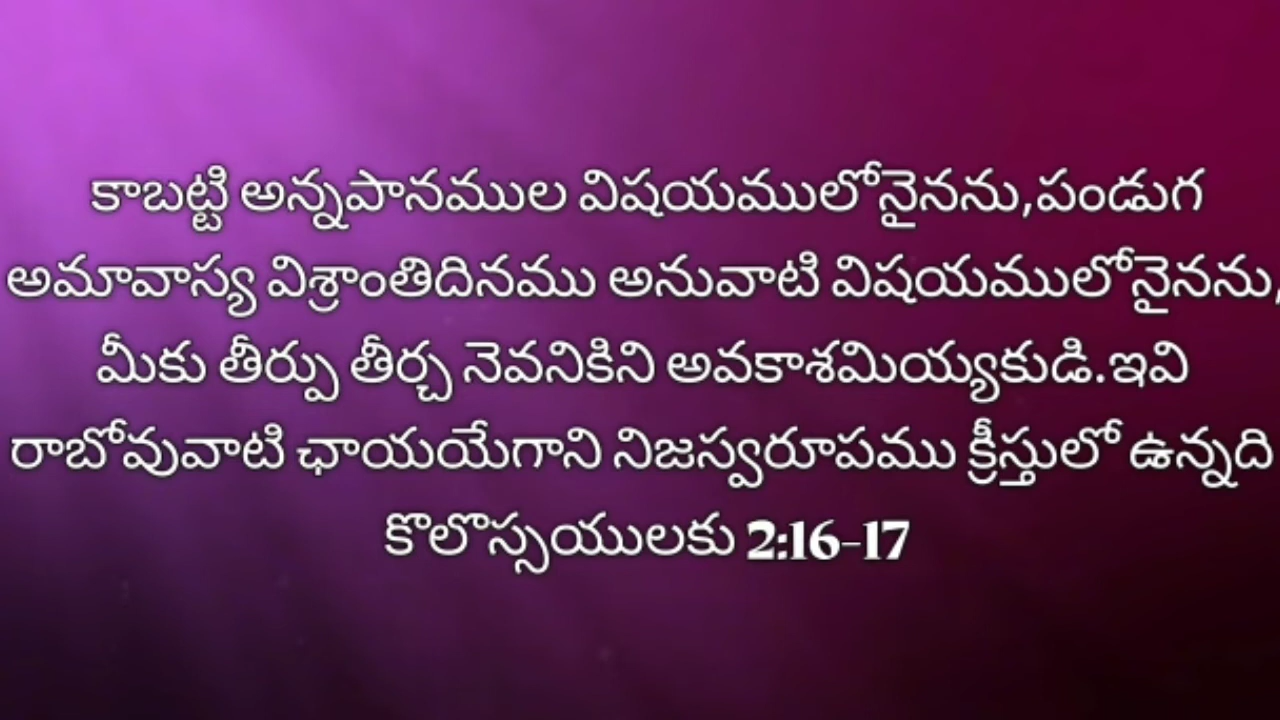 కాబట్టి అన్నపానముల విషయములోనైనను,పండుగ
అమావాస్య విశ్రాంతిదినము అనువాటి విషయములోనైనను,
మీకు తీర్పు తీర్చ నెవనికిని అవకాశమియ్యకుడి.ఇవి
రాబోవువాటి ఛాయయేగాని నిజస్వరూపము క్రీస్తులో ఉన్నది
కొలొస్సయులకు 2:16-17